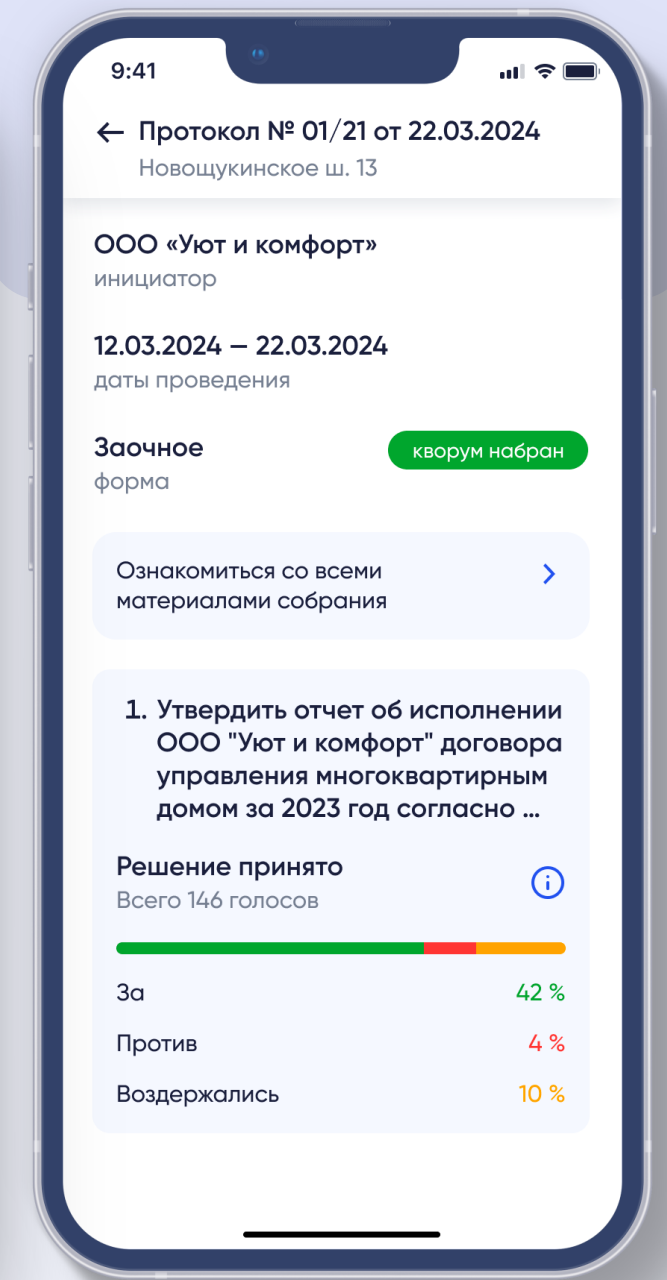 9:41
Протокол № 01/21 от 22.03.2024
Новощукинское ш. 13
ООО «Уют и комфорт»
инициатор
12.03.2024 — 22.03.2024
даты проведения
Заочное
кворум набран
форма
Ознакомиться со всеми
материалами собрания
1. Утвердить отчет об исполнении
ООО "Уют и комфорт" договора
управления многоквартирным
домом за 2023 год согласно ...
Решение принято
Всего 146 голосов
За 42 %
Против 4 %
Воздержались 10 %